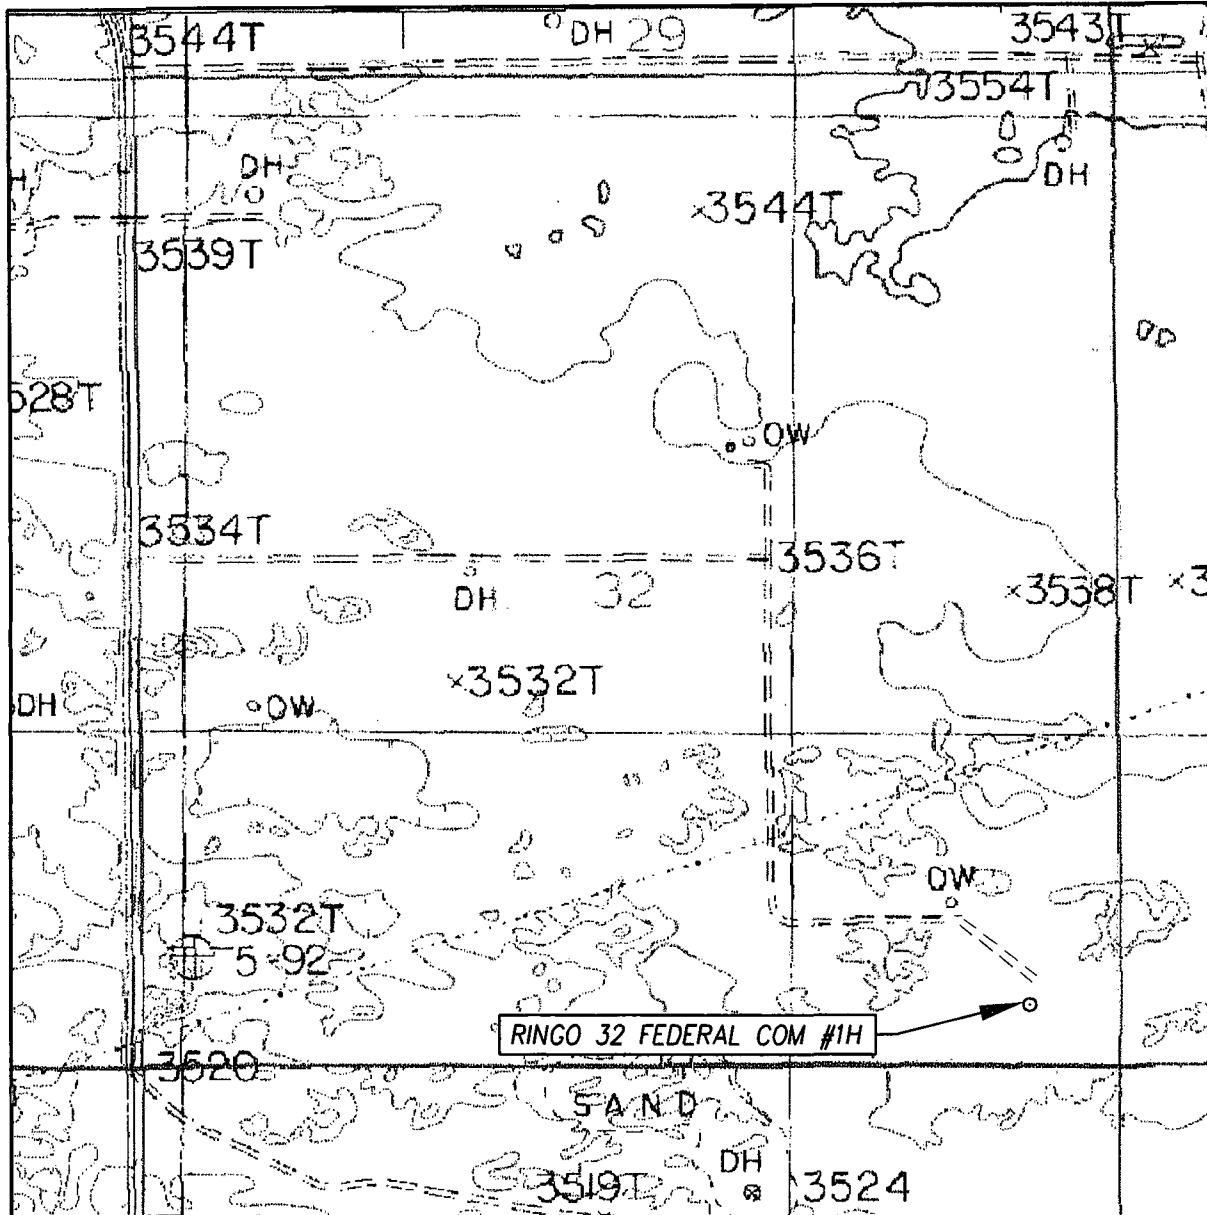 3544T
DH 29
3543T
3554T
DH
DH
3544T
3539T
528T
OW
3534T
3536T
DH
32
3538T
3532T
DH
OW
OW
3532T
5-92
RINGO 32 FEDERAL COM #1H
3520
SAND
DH
3519T
3524